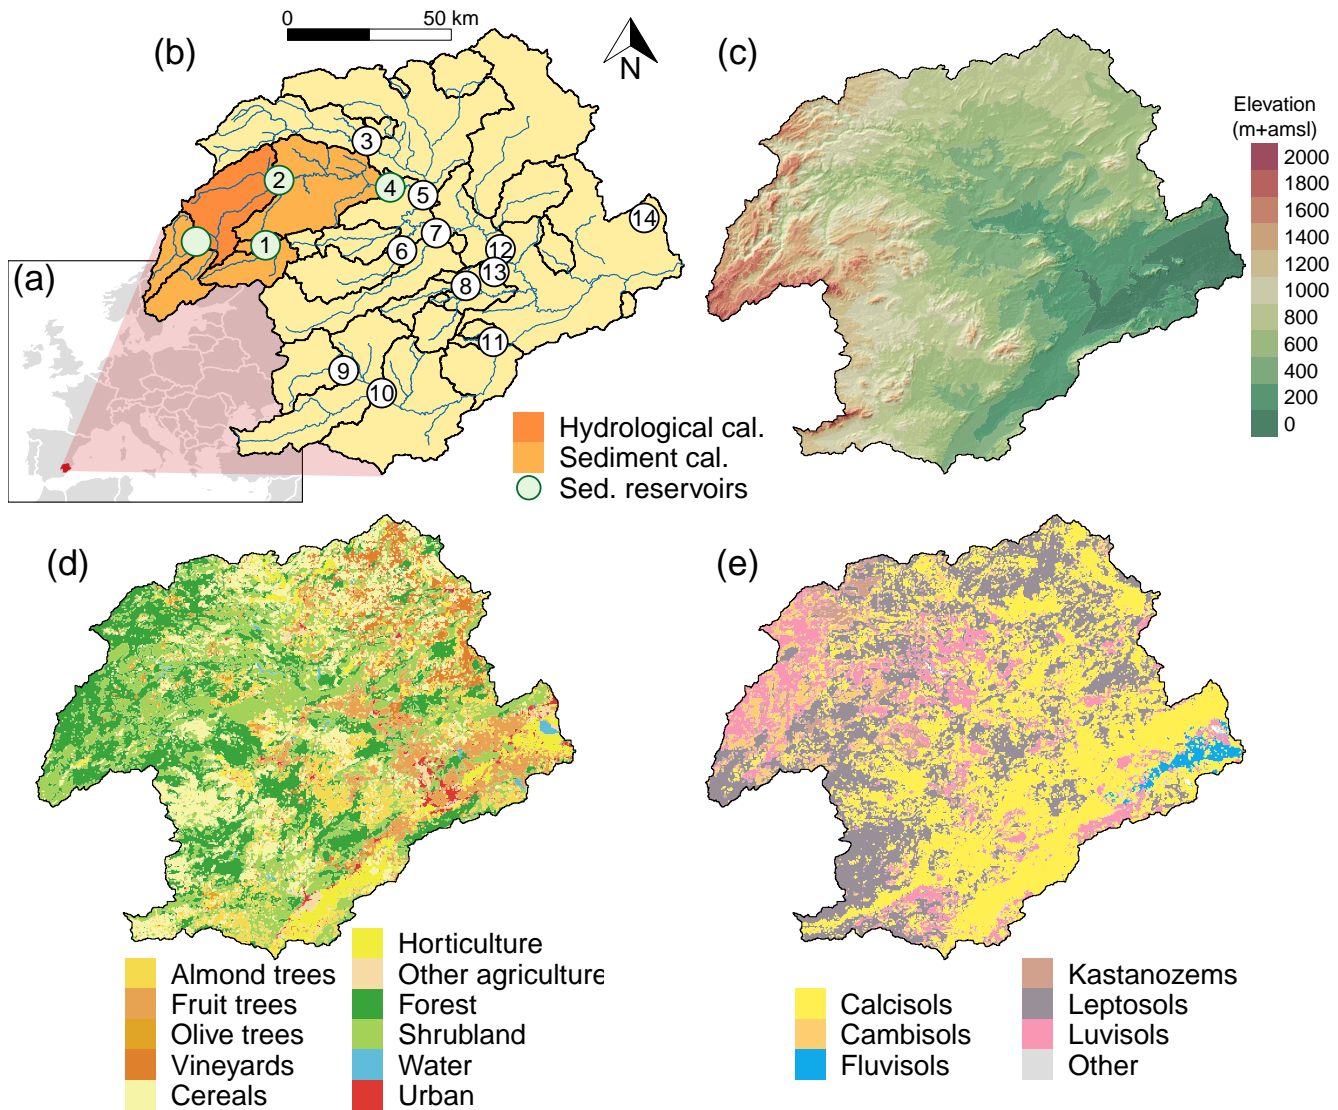 0 50 km
(b)
N
(c)
3
2
4
5
14
7
1
6
12
13
8
11
9
10
(a)
Elevation
(m+amsl)
2000
1800
1600
1400
1200
1000
800
600
400
200
0
Hydrological cal.
Sediment cal.
Sed. reservoirs
(d)
(e)
Almond trees
Fruit trees
Olive trees
Vineyards
Cereals
Horticulture
Other agriculture
Forest
Shrubland
Water
Urban
Calcisols
Cambisols
Fluvisols
Kastanozems
Leptosols
Luvisols
Other